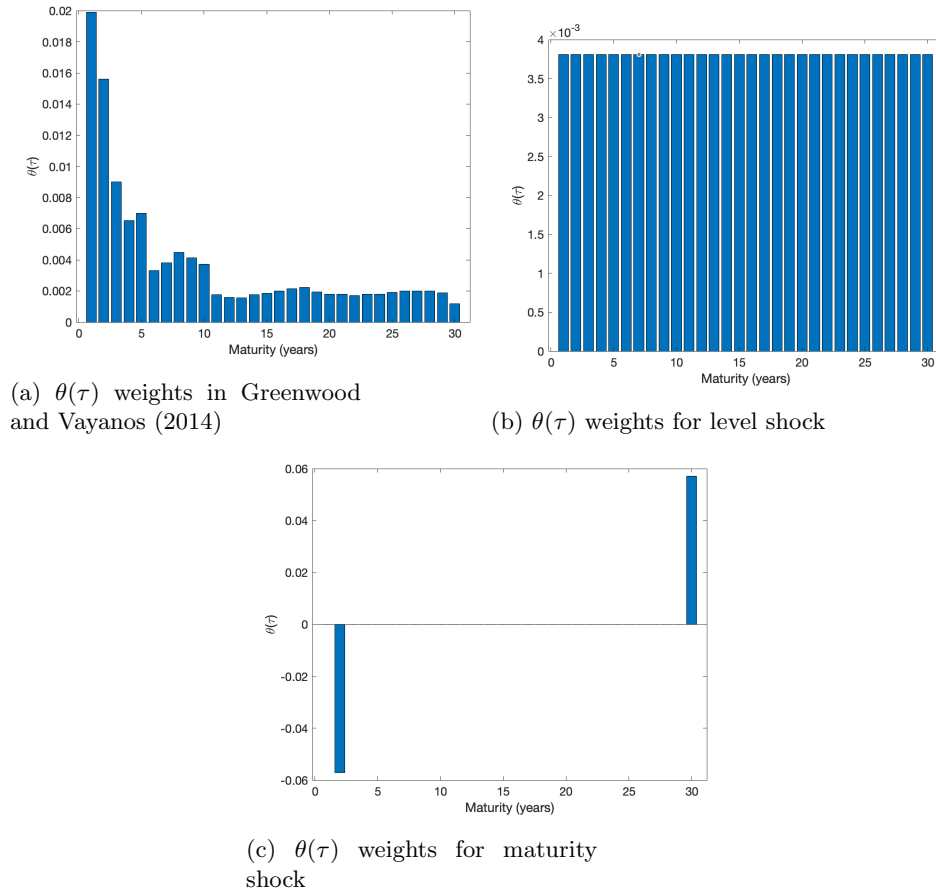 0.02
0.018
0.016
0.014
0.012
0.01
0.008
0.006
0.004
0.002
0
θ(τ)
0 5 10 15 20 25 30
Maturity (years)
(a) θ(τ) weights in Greenwood
and Vayanos (2014)
×10⁻³
4
3.5
3
2.5
2
1.5
1
0.5
0
θ(τ)
0 5 10 15 20 25 30
Maturity (years)
(b) θ(τ) weights for level shock
0.06
0.04
0.02
0
-0.02
-0.04
-0.06
θ(τ)
0 5 10 15 20 25 30
Maturity (years)
(c) θ(τ) weights for maturity
shock